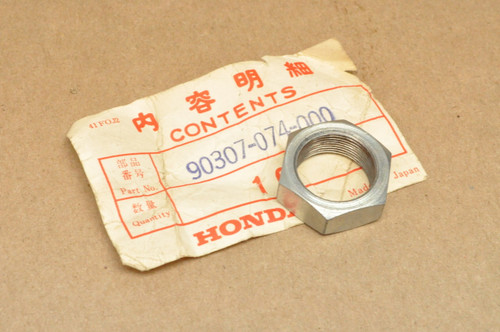 41FOJ2
内容明細
CONTENTS
部品番号
Part No.
90307-074-000
数量
Quantity
1
HONDA
Made
Japan